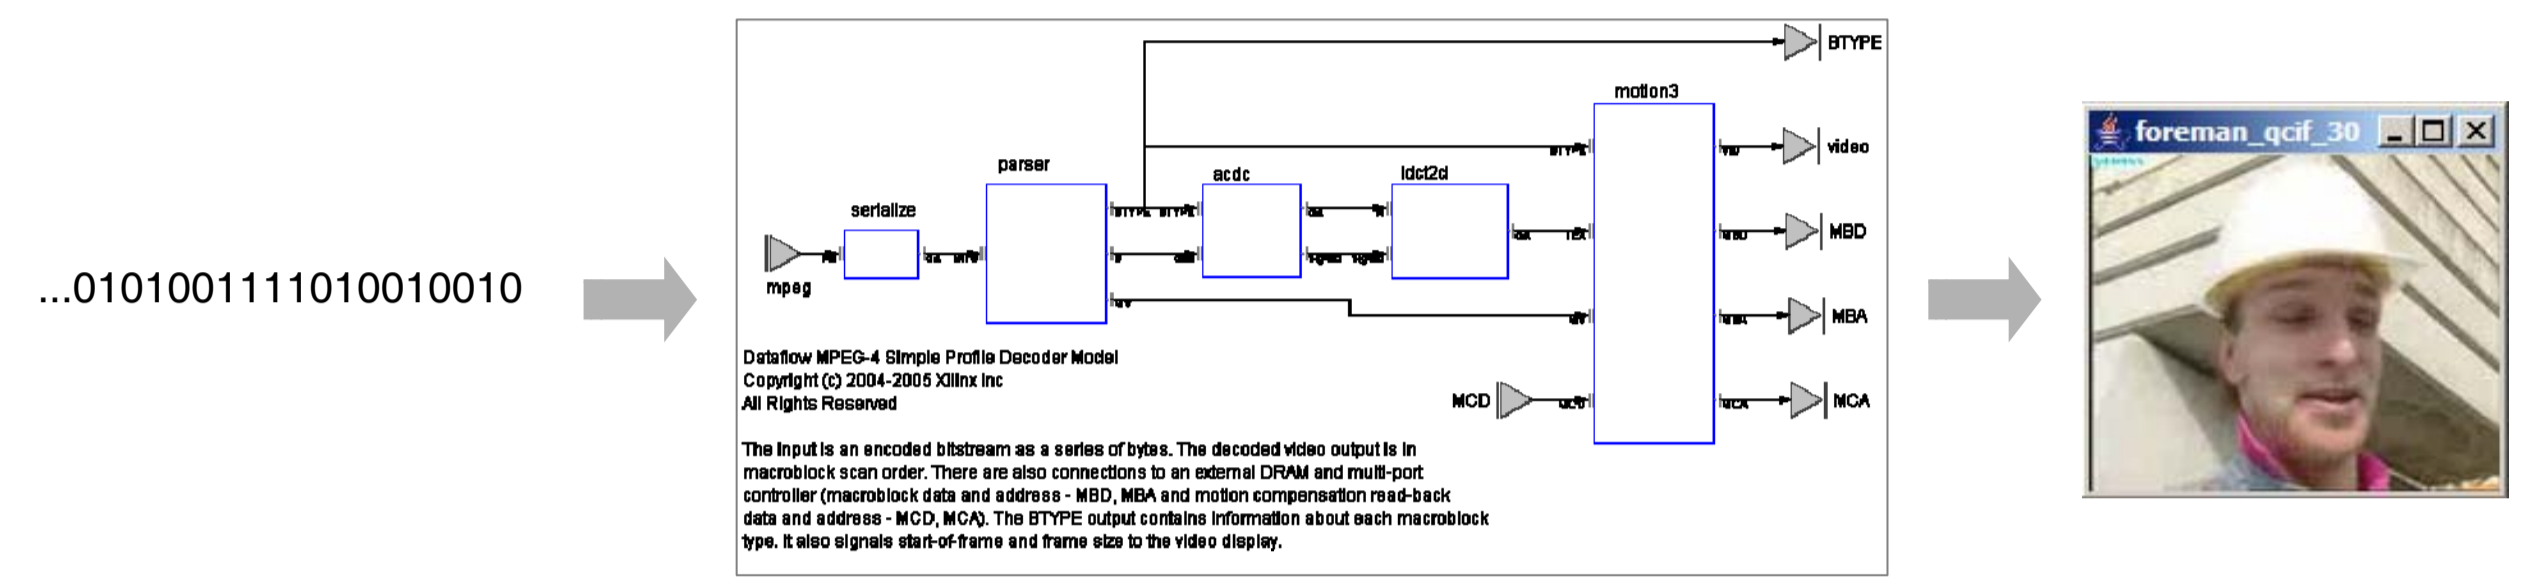 ...0101001111010010010
BTYPE
motion3
video
parser
acdc
idct2d
serialize
MBD
mpeg
MBA
MCD
MCA
Dataflow MPEG-4 Simple Profile Decoder Model
Copyright (c) 2004-2005 Xilinx Inc
All Rights Reserved
The input is an encoded bitstream as a series of bytes. The decoded video output is in
macroblock scan order. There are also connections to an external DRAM and multi-port
controller (macroblock data and address - MBD, MBA and motion compensation read-back
data and address - MCD, MCA). The BTYPE output contains information about each macroblock
type. It also signals start-of-frame and frame size to the video display.
foreman_qcif_30